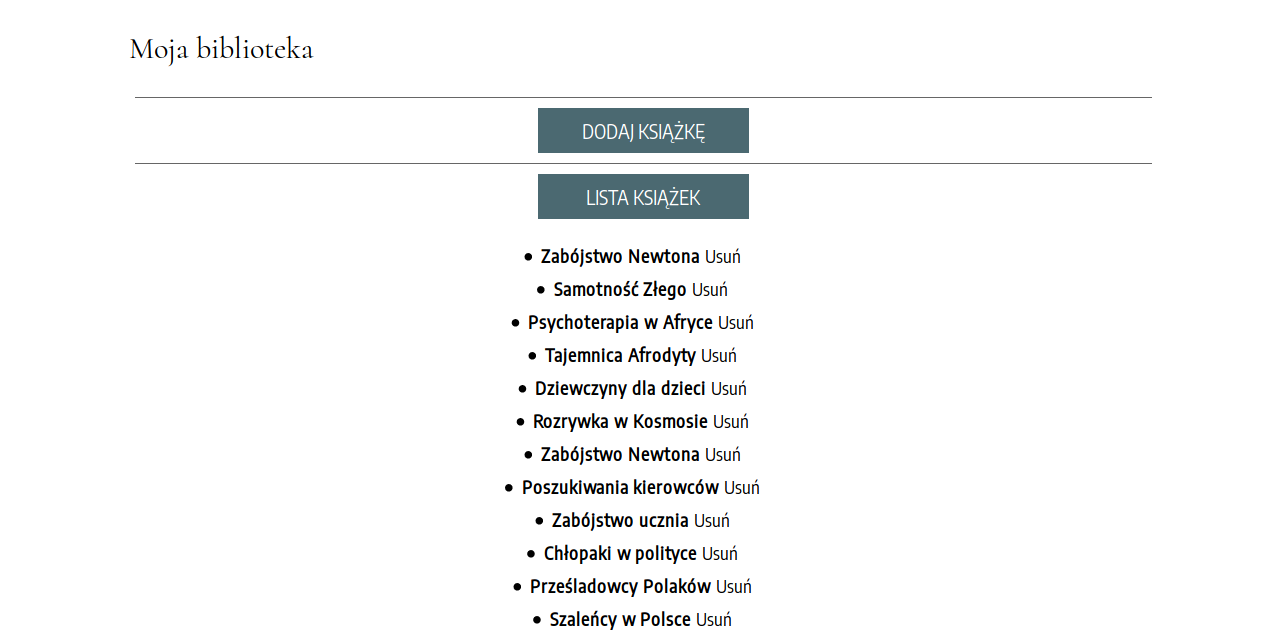 Moja biblioteka
DODAJ KSIĄŻKĘ
LISTA KSIĄŻEK
• Zabójstwo Newtona Usuń
• Samotność Złego Usuń
• Psychoterapia w Afryce Usuń
• Tajemnica Afrodyty Usuń
• Dziewczyny dla dzieci Usuń
• Rozrywka w Kosmosie Usuń
• Zabójstwo Newtona Usuń
• Poszukiwania kierowców Usuń
• Zabójstwo ucznia Usuń
• Chłopaki w polityce Usuń
• Prześladowcy Polaków Usuń
• Szaleńcy w Polsce Usuń